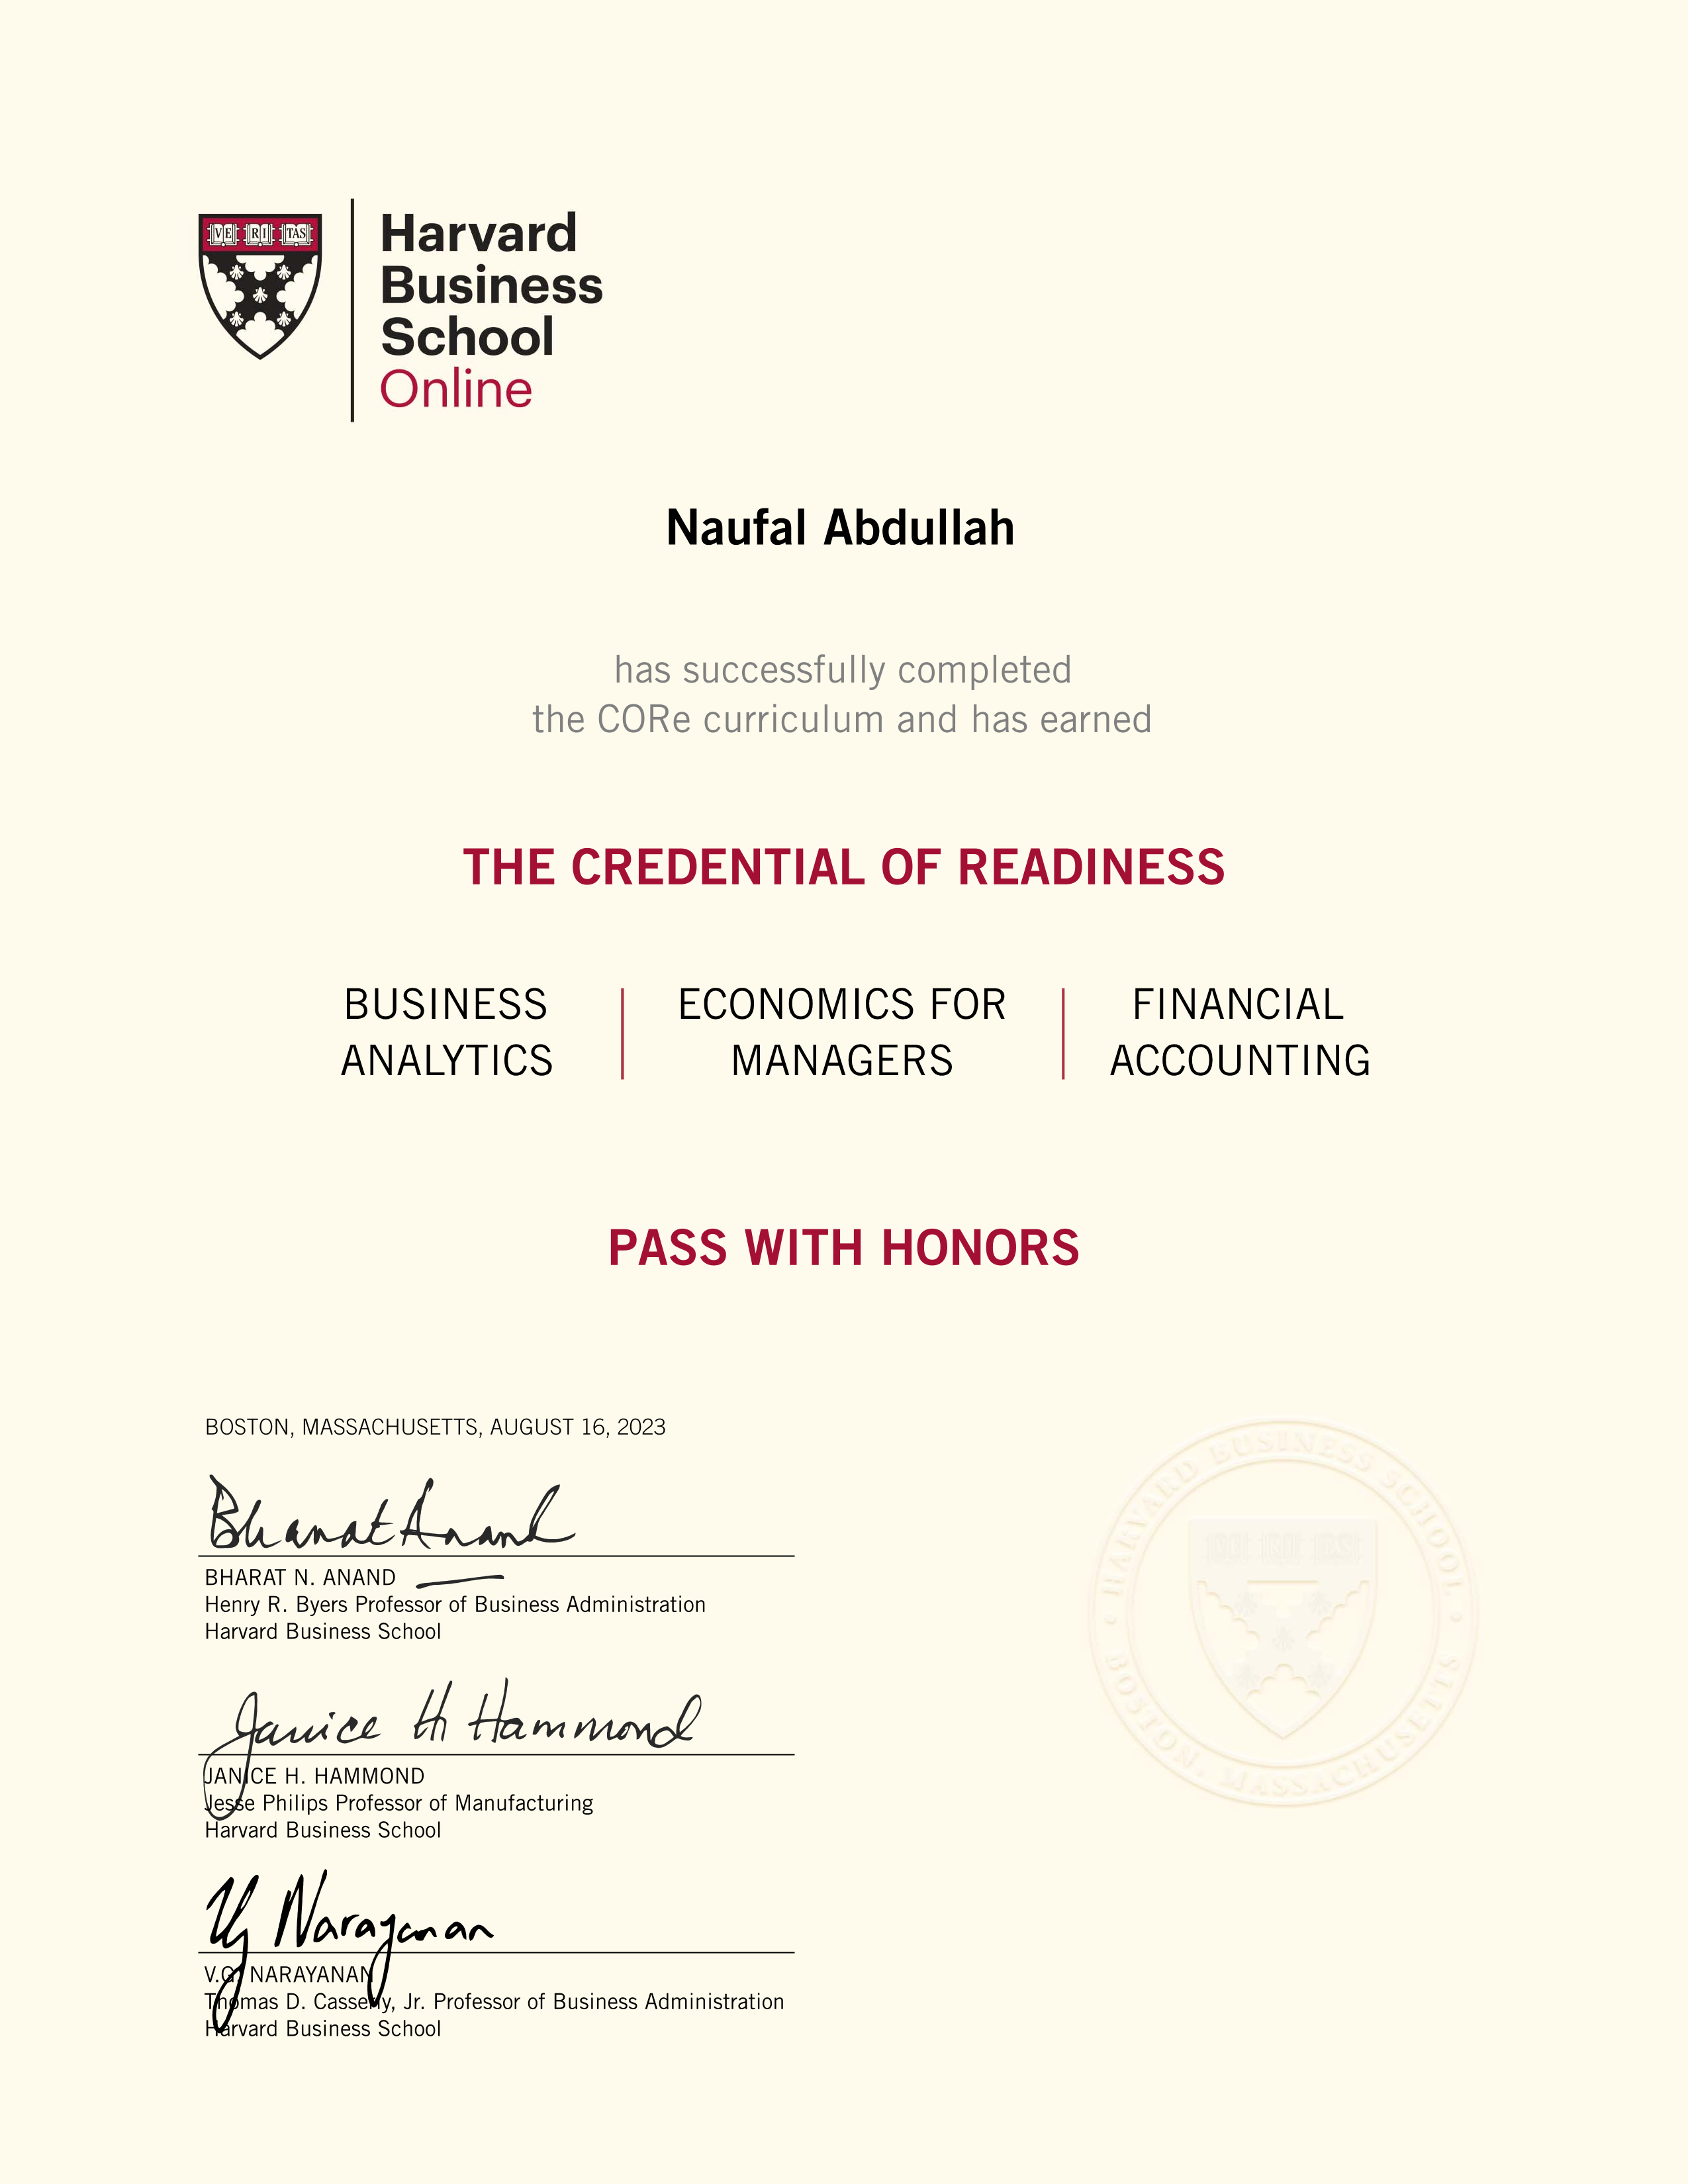 VE RI TAS
Harvard
Business
School
Online
Naufal Abdullah
has successfully completed
the CORe curriculum and has earned
THE CREDENTIAL OF READINESS
BUSINESS
ANALYTICS
ECONOMICS FOR
MANAGERS
FINANCIAL
ACCOUNTING
PASS WITH HONORS
BOSTON, MASSACHUSETTS, AUGUST 16, 2023
Bharat Anand
BHARAT N. ANAND
Henry R. Byers Professor of Business Administration
Harvard Business School
Janice H Hammond
JANICE H. HAMMOND
Jesse Philips Professor of Manufacturing
Harvard Business School
VG Narayanan
V.G. NARAYANAN
Thomas D. Casserly, Jr. Professor of Business Administration
Harvard Business School
HARVARD BUSINESS SCHOOL
BOSTON, MASSACHUSETTS
VE RI TAS